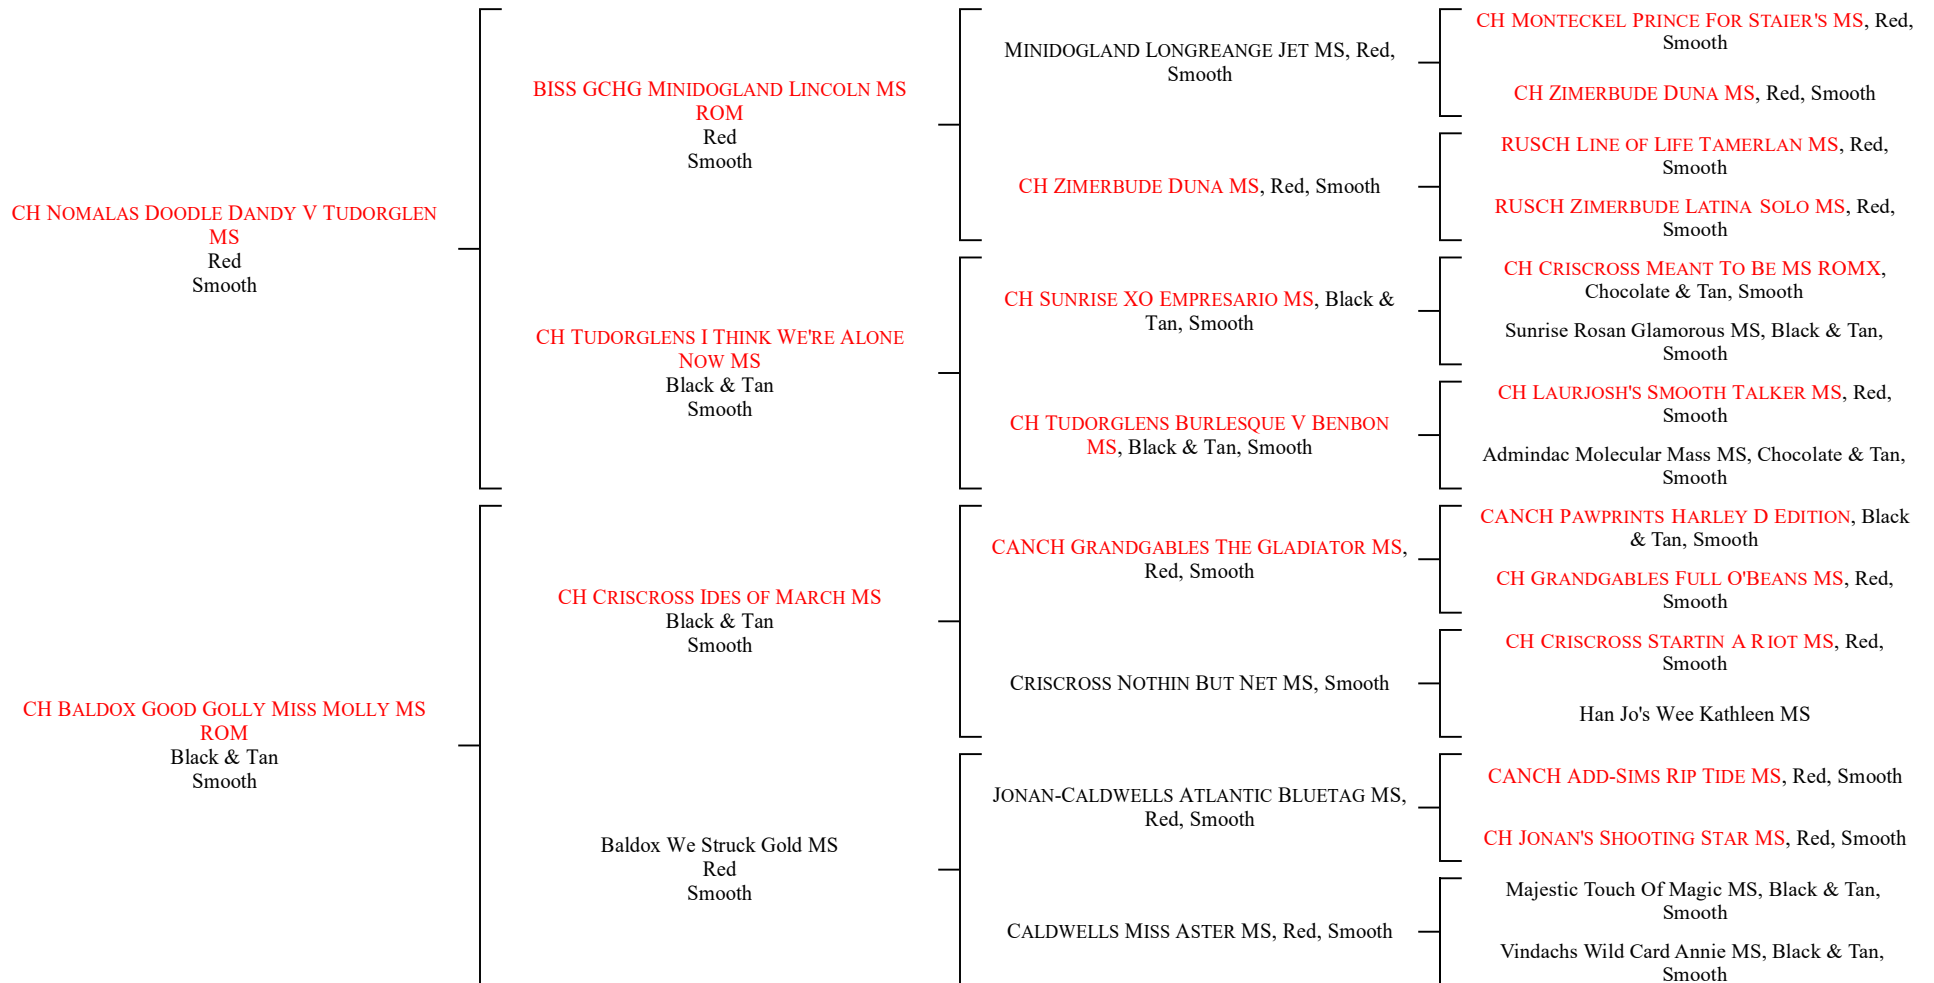 CH NOMALAS DOODLE DANDY V TUDORGLEN
MS
Red
Smooth
CH BALDOX GOOD GOLLY MISS MOLLY MS
ROM
Black & Tan
Smooth
BISS GCHG MINIDOGLAND LINCOLN MS
ROM
Red
Smooth
CH TUDORGLENS I THINK WE'RE ALONE
NOW MS
Black & Tan
Smooth
CH CRISCROSS IDES OF MARCH MS
Black & Tan
Smooth
Baldox We Struck Gold MS
Red
Smooth
MINIDOGLAND LONGREANGE JET MS, Red,
Smooth
CH ZIMERBUDE DUNA MS, Red, Smooth
CH SUNRISE XO EMPRESARIO MS, Black &
Tan, Smooth
CH TUDORGLENS BURLESQUE V BENBON
MS, Black & Tan, Smooth
CANCH GRANDGABLES THE GLADIATOR MS,
Red, Smooth
CRISCROSS NOTHIN BUT NET MS, Smooth
JONAN-CALDWELLS ATLANTIC BLUETAG MS,
Red, Smooth
CALDWELLS MISS ASTER MS, Red, Smooth
CH MONTECKEL PRINCE FOR STAIER'S MS, Red,
Smooth
CH ZIMERBUDE DUNA MS, Red, Smooth
RUSCH LINE OF LIFE TAMERLAN MS, Red,
Smooth
RUSCH ZIMERBUDE LATINA SOLO MS, Red,
Smooth
CH CRISCROSS MEANT TO BE MS ROMX,
Chocolate & Tan, Smooth
Sunrise Rosan Glamorous MS, Black & Tan,
Smooth
CH LAURJOSH'S SMOOTH TALKER MS, Red,
Smooth
Admindac Molecular Mass MS, Chocolate & Tan,
Smooth
CANCH PAWPRINTS HARLEY D EDITION, Black
& Tan, Smooth
CH GRANDGABLES FULL O'BEANS MS, Red,
Smooth
CH CRISCROSS STARTIN A RIOT MS, Red,
Smooth
Han Jo's Wee Kathleen MS
CANCH ADD-SIMS RIP TIDE MS, Red, Smooth
CH JONAN'S SHOOTING STAR MS, Red, Smooth
Majestic Touch Of Magic MS, Black & Tan,
Smooth
Vindachs Wild Card Annie MS, Black & Tan,
Smooth